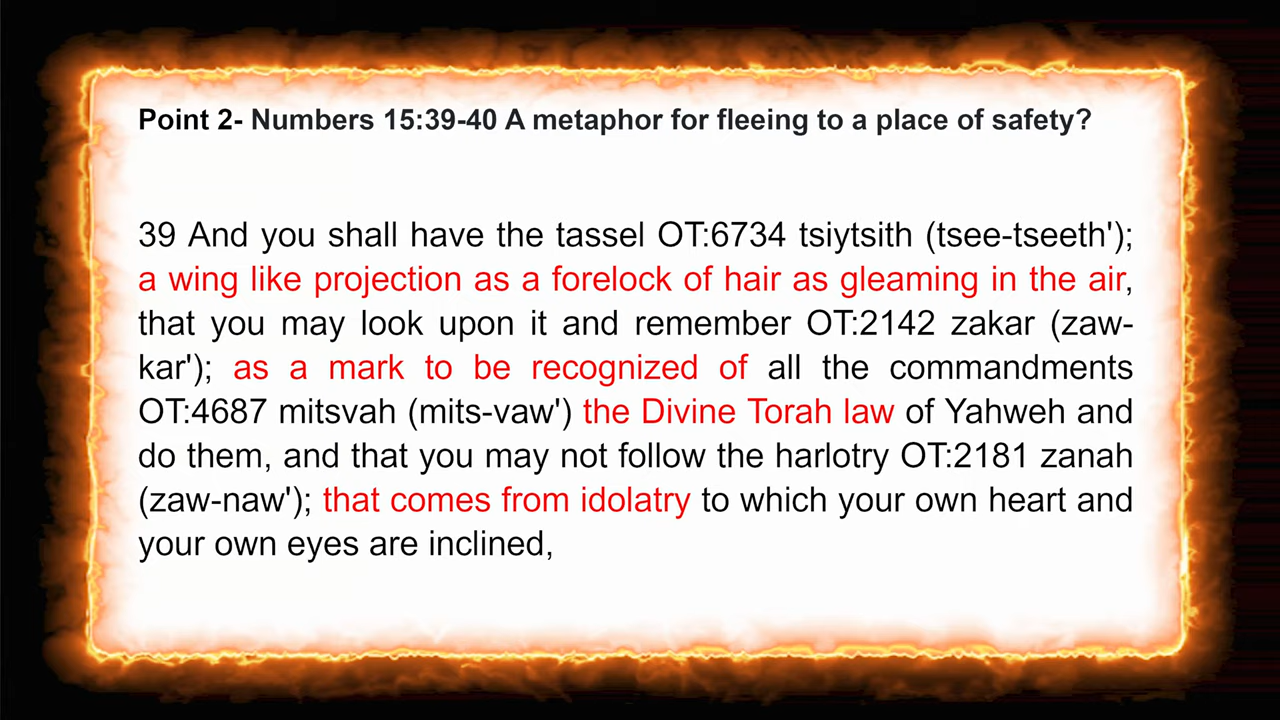 Point 2- Numbers 15:39-40 A metaphor for fleeing to a place of safety?
39 And you shall have the tassel OT:6734 tsiytsith (tsee-tseeth');
a wing like projection as a forelock of hair as gleaming in the air,
that you may look upon it and remember OT:2142 zakar (zaw-
kar'); as a mark to be recognized of all the commandments
OT:4687 mitsvah (mits-vaw') the Divine Torah law of Yahweh and
do them, and that you may not follow the harlotry OT:2181 zanah
(zaw-naw'); that comes from idolatry to which your own heart and
your own eyes are inclined,